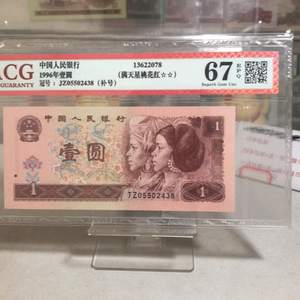 ACG
中国人民银行
1996年壹圆
冠号：JZ05502438（补号）
13622078
（满天星桃花红☆☆）
67 EPQ
Superb Gem Unc
中国人民银行
1
壹圆
1
JZ05502438